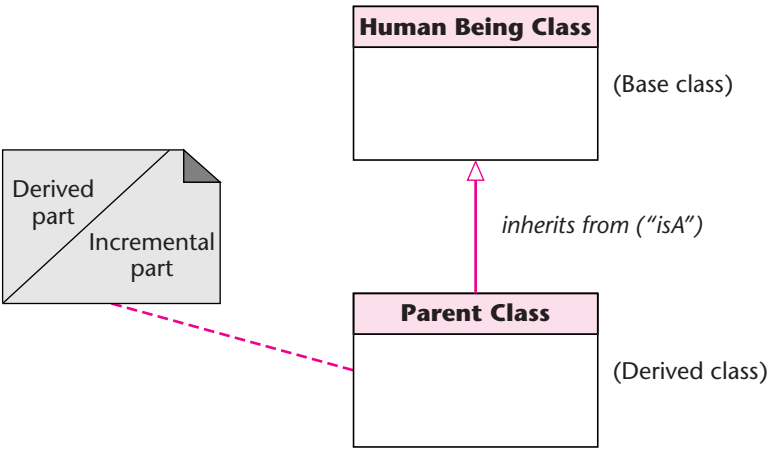 Human Being Class
(Base class)
Derived
part
Incremental
part
inherits from (“isA”)
Parent Class
(Derived class)